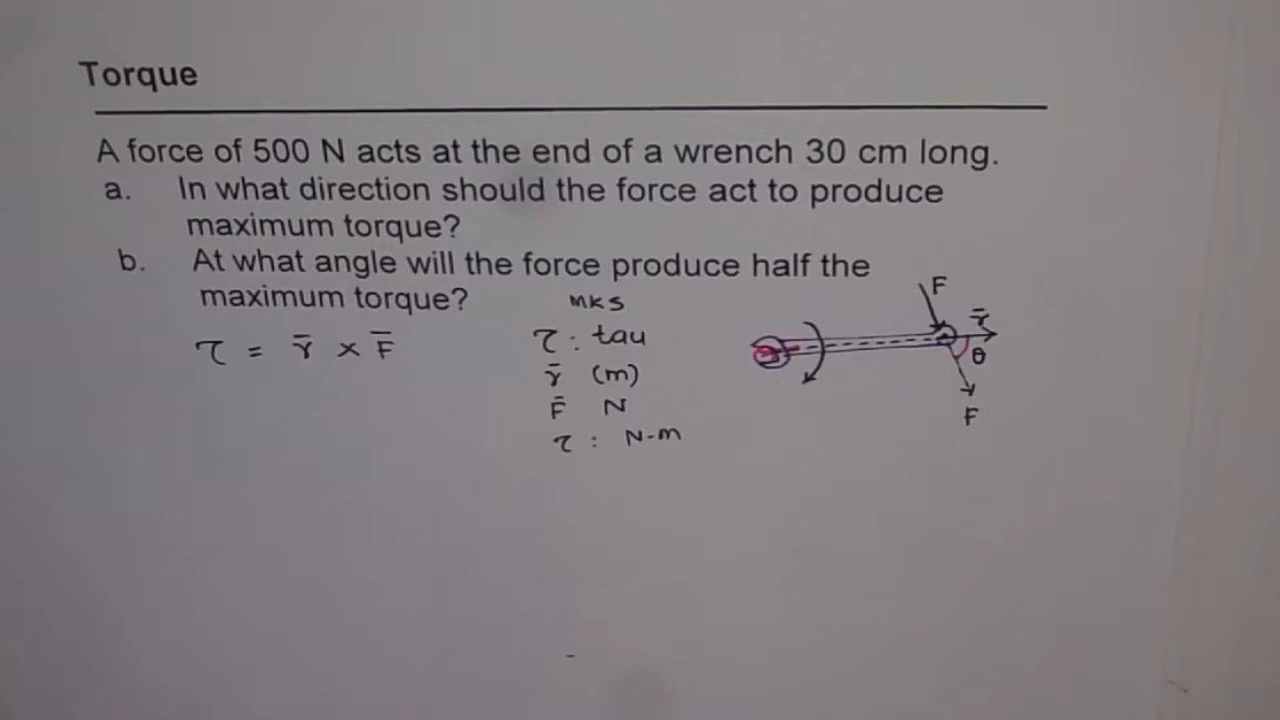 Torque
A force of 500 N acts at the end of a wrench 30 cm long.
a. In what direction should the force act to produce
maximum torque?
b. At what angle will the force produce half the
maximum torque?
MKS
τ = r̄ × F̄
τ : tau
r̄ (m)
F̄ N
τ : N-m
F
r̄
θ
F